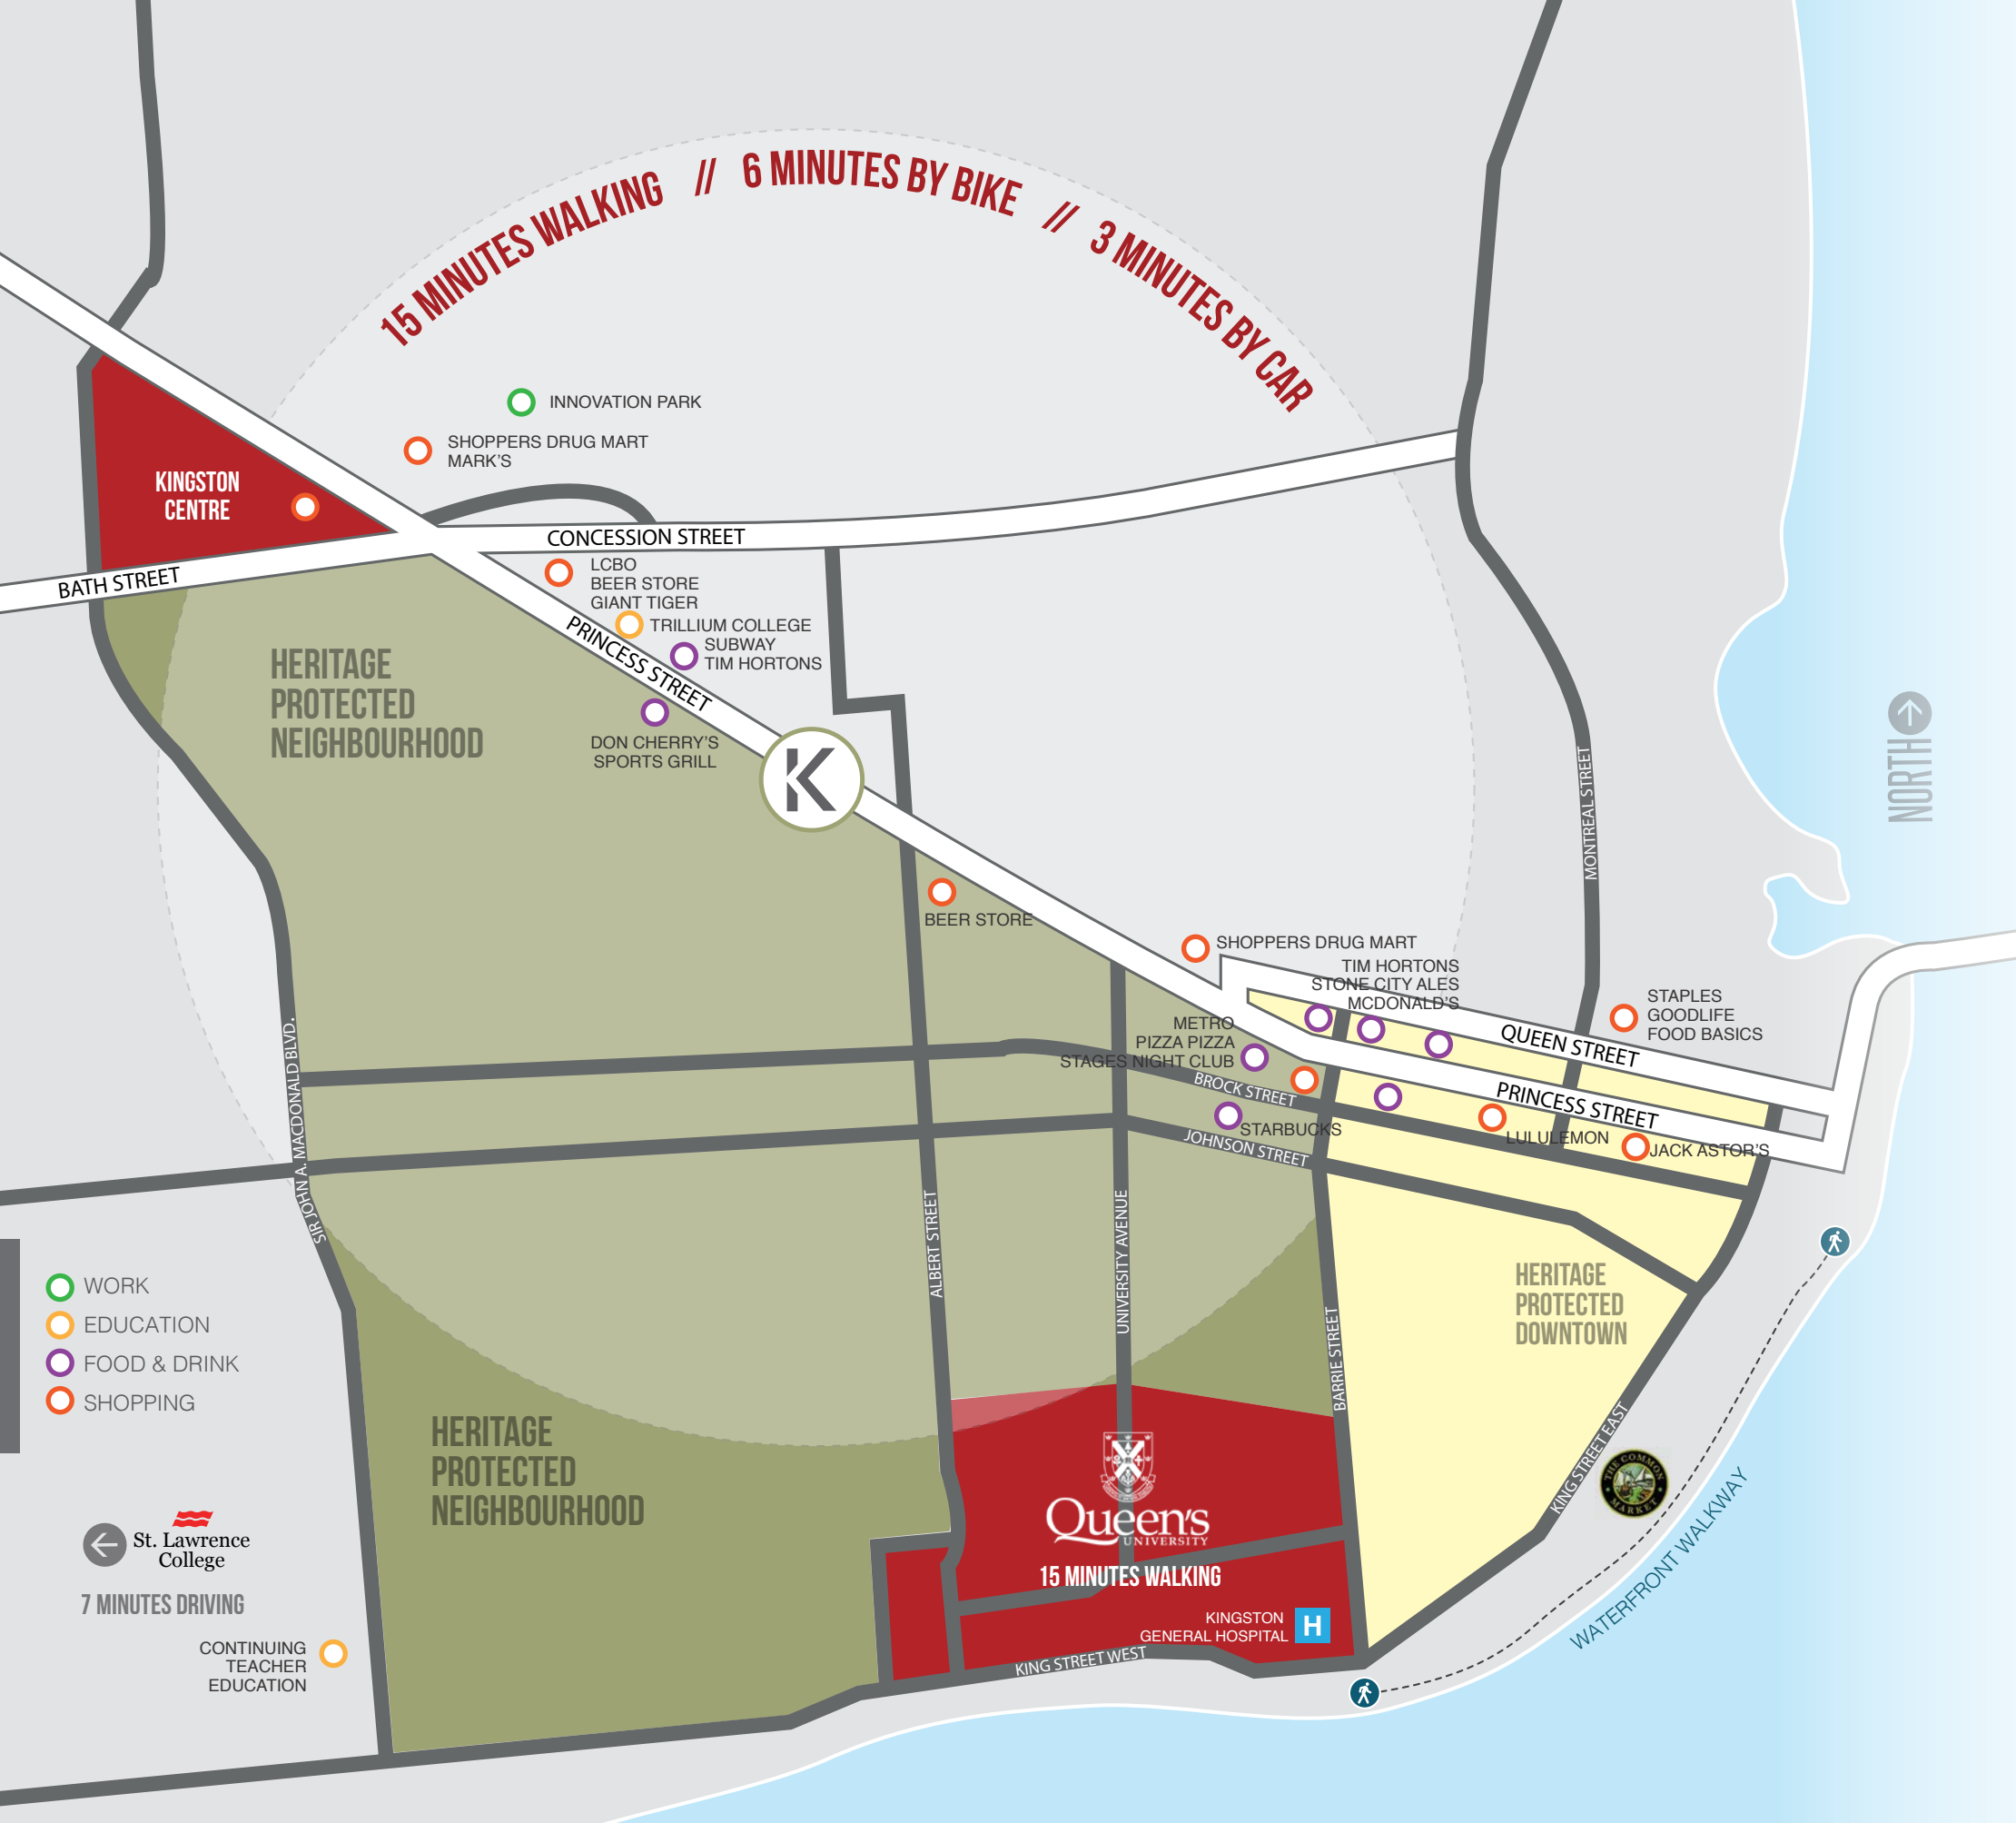 15 MINUTES WALKING // 6 MINUTES BY BIKE // 3 MINUTES BY CAR
INNOVATION PARK
SHOPPERS DRUG MART
MARK'S
KINGSTON
CENTRE
CONCESSION STREET
BATH STREET
LCBO
BEER STORE
GIANT TIGER
TRILLIUM COLLEGE
SUBWAY
TIM HORTONS
PRINCESS STREET
HERITAGE
PROTECTED
NEIGHBOURHOOD
DON CHERRY'S
SPORTS GRILL
K
NORTH
MONTREAL STREET
BEER STORE
SHOPPERS DRUG MART
TIM HORTONS
STONE CITY ALES
MCDONALD'S
STAPLES
GOODLIFE
FOOD BASICS
METRO
PIZZA PIZZA
STAGES NIGHT CLUB
QUEEN STREET
PRINCESS STREET
BROCK STREET
STARBUCKS
JOHNSON STREET
LULULEMON
JACK ASTOR'S
SIR JOHN A. MACDONALD BLVD.
ALBERT STREET
UNIVERSITY AVENUE
BARRIE STREET
HERITAGE
PROTECTED
DOWNTOWN
WORK
EDUCATION
FOOD & DRINK
SHOPPING
HERITAGE
PROTECTED
NEIGHBOURHOOD
KING STREET EAST
THE COMMON
MARKET
WATERFRONT WALKWAY
Queen's
UNIVERSITY
15 MINUTES WALKING
St. Lawrence
College
7 MINUTES DRIVING
KINGSTON
GENERAL HOSPITAL
H
CONTINUING
TEACHER
EDUCATION
KING STREET WEST